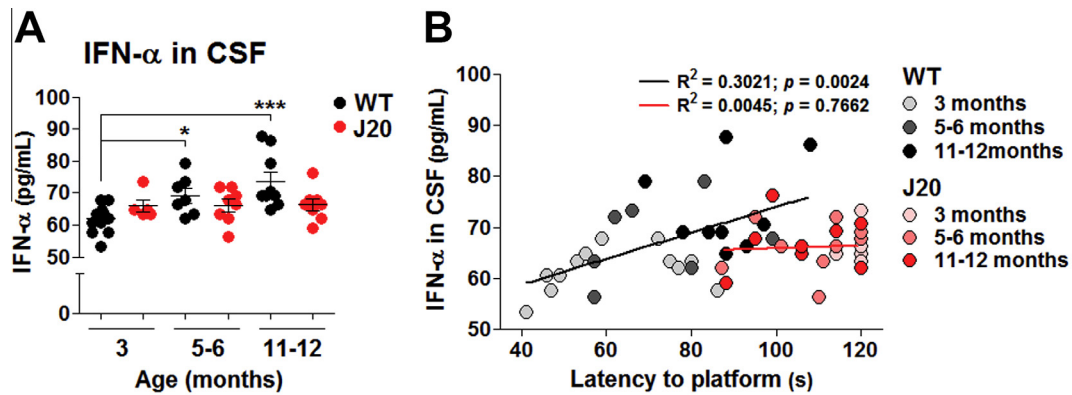 A
IFN-α in CSF
IFN-α (pg/mL)
100
90
80
70
60
50
0
*
***
WT
J20
3
5-6
11-12
Age (months)
B
IFN-α in CSF (pg/mL)
100
90
80
70
60
50
R² = 0.3021; p = 0.0024
R² = 0.0045; p = 0.7662
40
60
80
100
120
Latency to platform (s)
WT
3 months
5-6 months
11-12months
J20
3 months
5-6 months
11-12 months